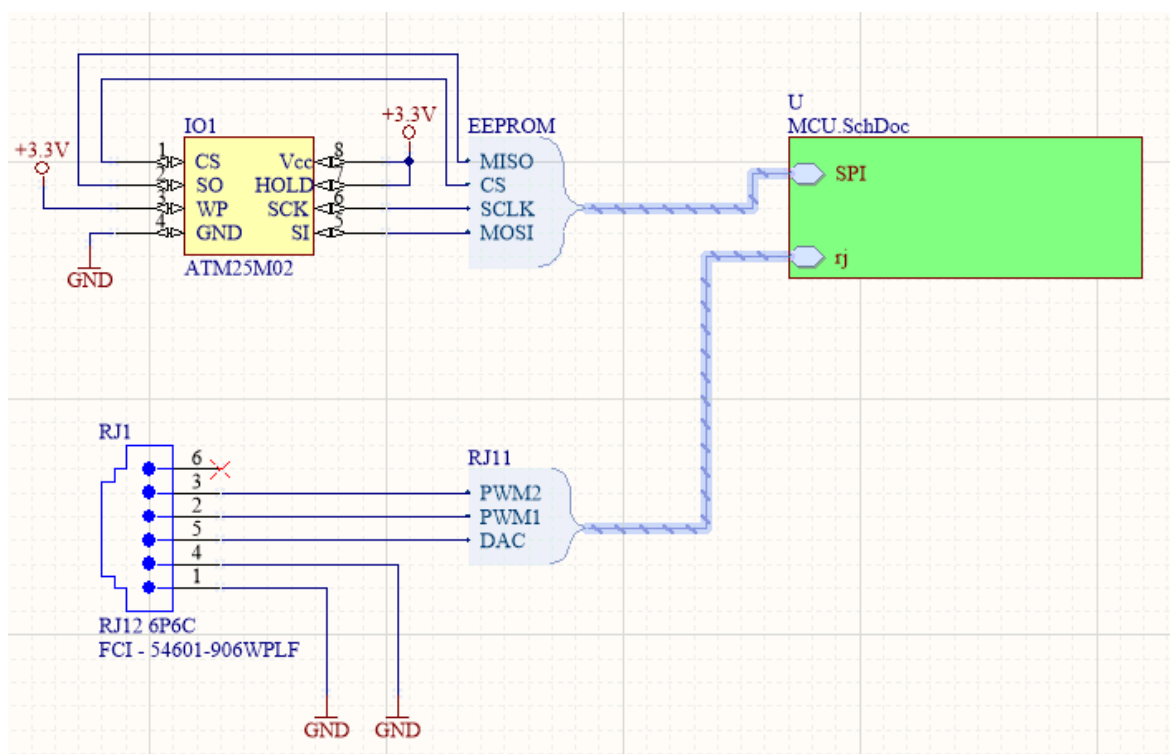 U
MCU.SchDoc
+3.3V
IO1
EEPROM
+3.3V
1 CS Vcc 8 MISO
SPI
2 SO HOLD 7 CS
3 WP SCK 6 SCLK
4 GND SI 5 MOSI
rj
GND
ATM25M02
RJ1
RJ11
6
3 PWM2
2 PWM1
5 DAC
4
1
RJ12 6P6C
FCI - 54601-906WPLF
GND GND